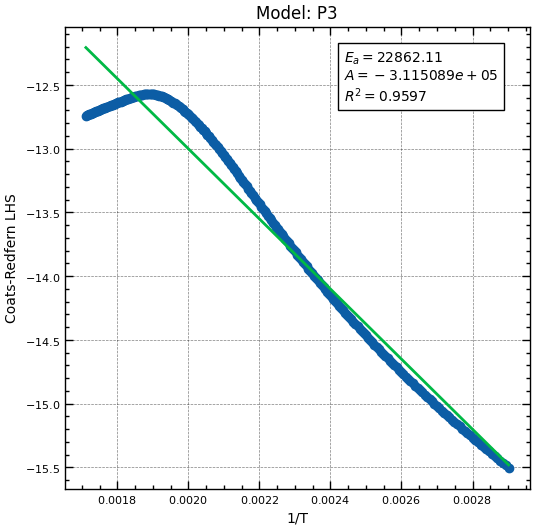 Model: P3
Eₐ = 22862.11
A = −3.115089e + 05
R² = 0.9597
Coats-Redfern LHS
−12.5
−13.0
−13.5
−14.0
−14.5
−15.0
−15.5
0.0018 0.0020 0.0022 0.0024 0.0026 0.0028
1/T